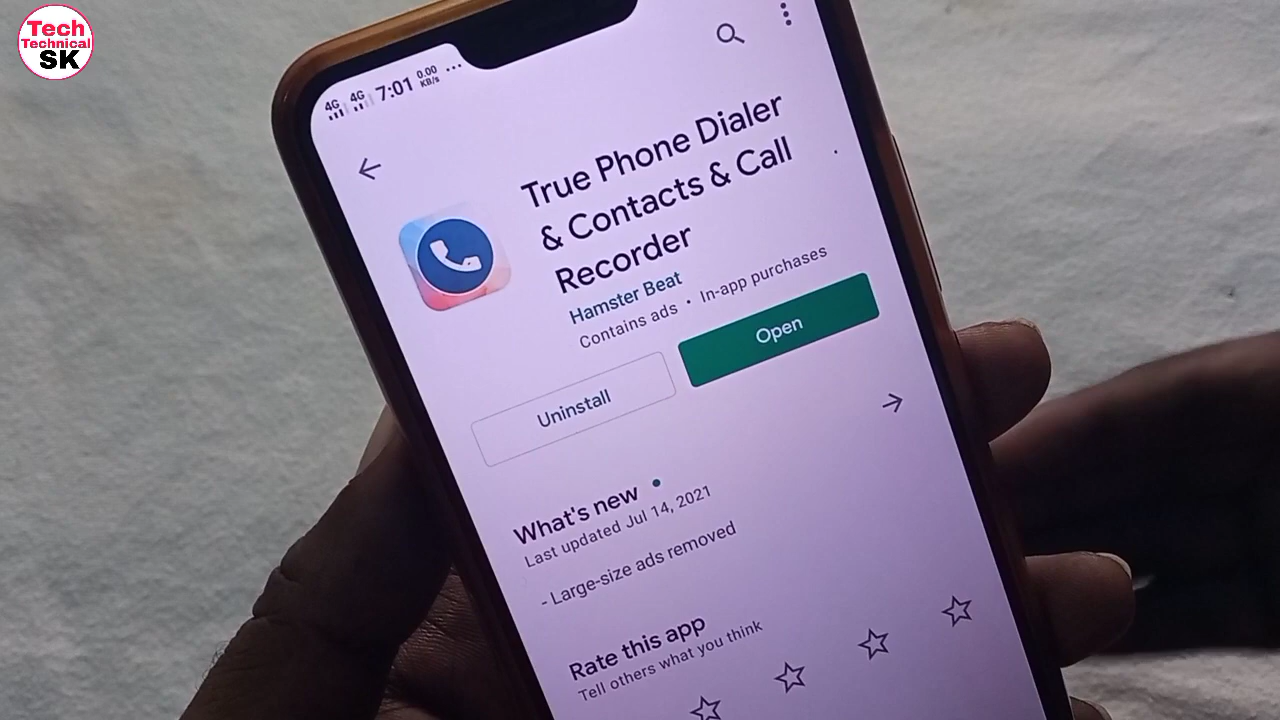 Tech
Technical
SK
4G 4G 7:01 0.00 KB/s ...
True Phone Dialer
& Contacts & Call
Recorder
Hamster Beat
Contains ads • In-app purchases
Uninstall
Open
What's new
Last updated Jul 14, 2021
- Large-size ads removed
Rate this app
Tell others what you think